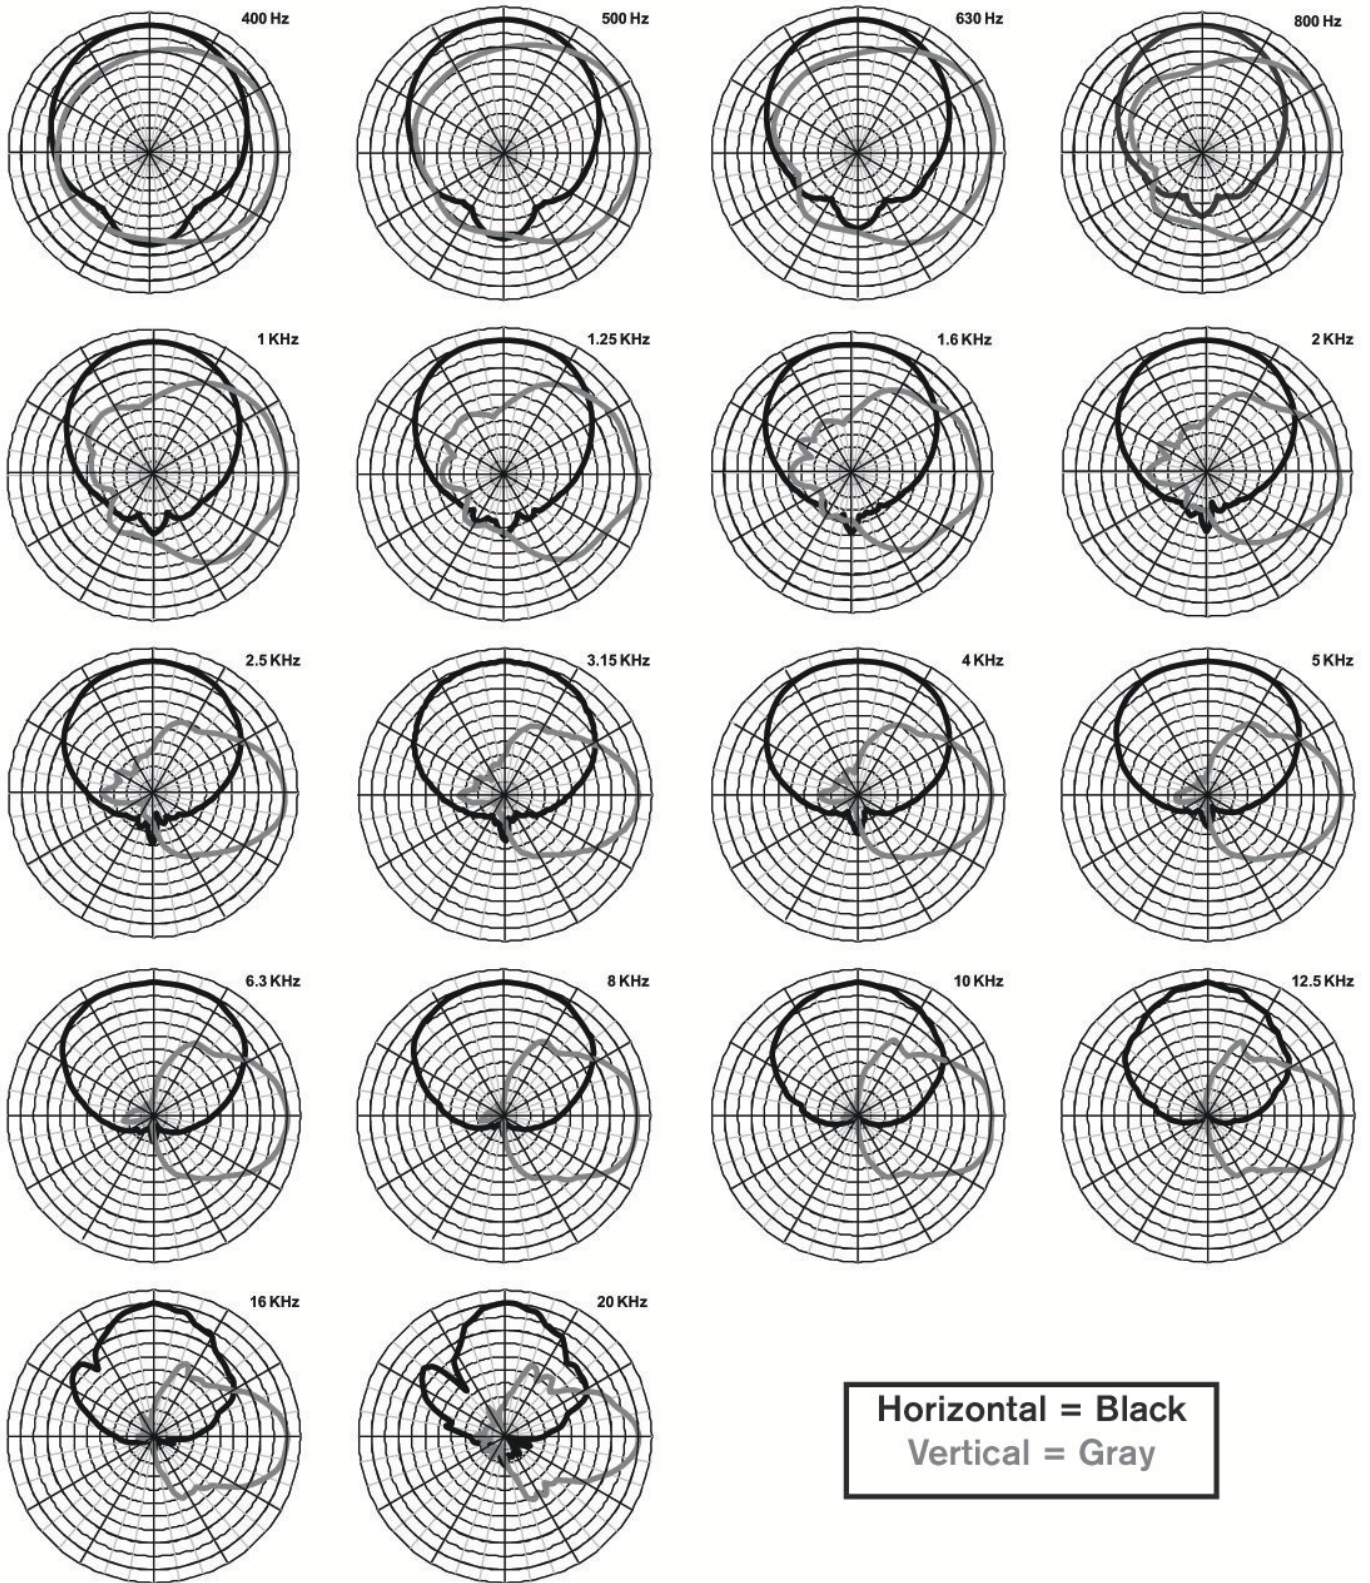 400 Hz
500 Hz
630 Hz
800 Hz
1 KHz
1.25 KHz
1.6 KHz
2 KHz
2.5 KHz
3.15 KHz
4 KHz
5 KHz
6.3 KHz
8 KHz
10 KHz
12.5 KHz
16 KHz
20 KHz
Horizontal = Black
Vertical = Gray